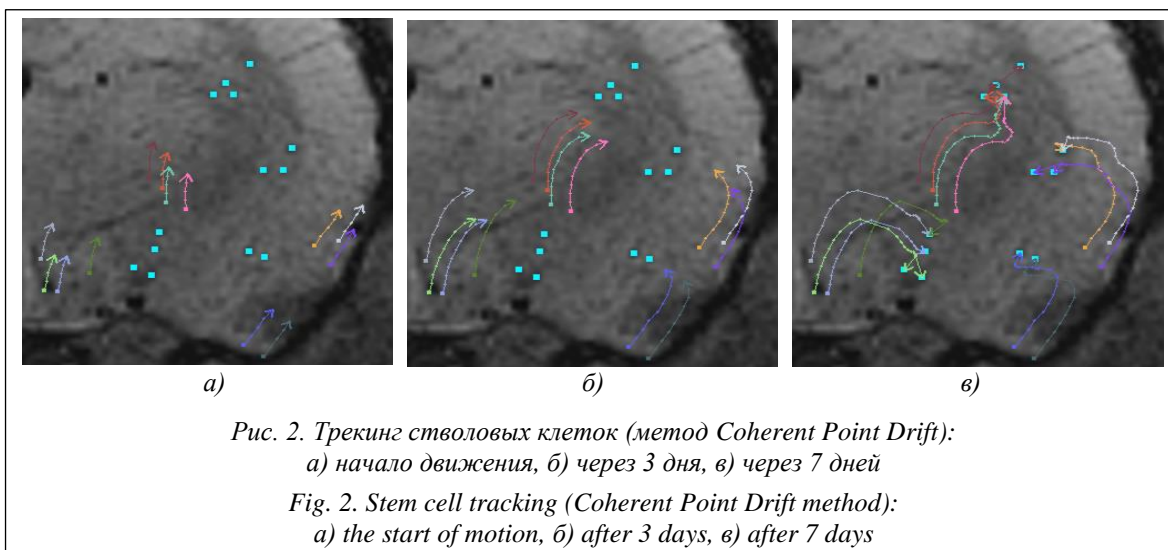 а)
б)
в)
Рис. 2. Трекинг стволовых клеток (метод Coherent Point Drift):
а) начало движения, б) через 3 дня, в) через 7 дней
Fig. 2. Stem cell tracking (Coherent Point Drift method):
а) the start of motion, б) after 3 days, в) after 7 days